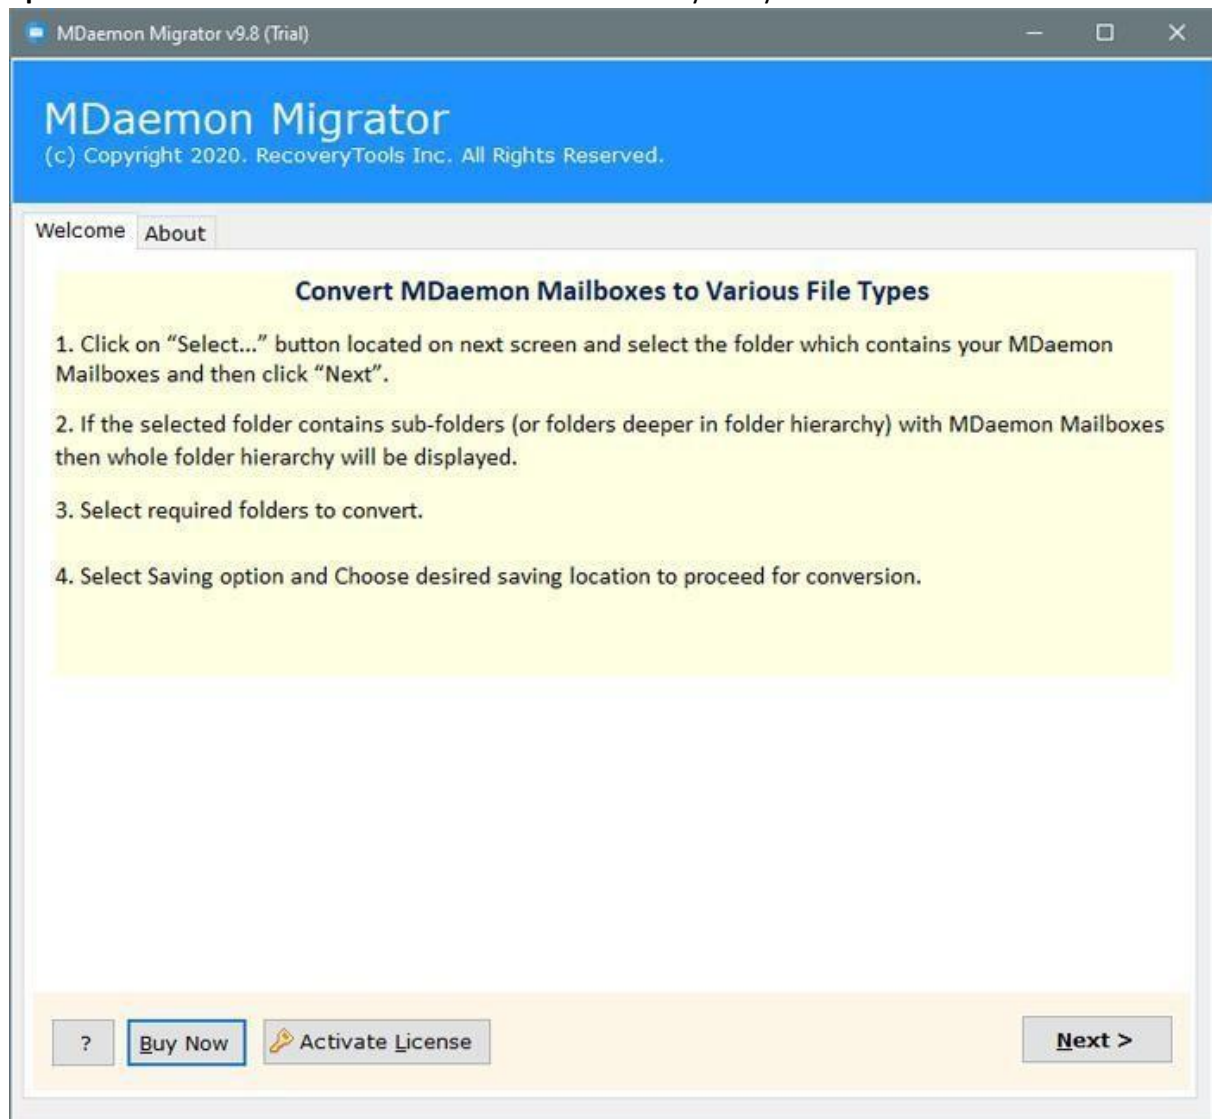 MDaemon Migrator v9.8 (Trial)
MDaemon Migrator
(c) Copyright 2020. RecoveryTools Inc. All Rights Reserved.
Welcome About
Convert MDaemon Mailboxes to Various File Types
1. Click on “Select...” button located on next screen and select the folder which contains your MDaemon
Mailboxes and then click “Next”.
2. If the selected folder contains sub-folders (or folders deeper in folder hierarchy) with MDaemon Mailboxes
then whole folder hierarchy will be displayed.
3. Select required folders to convert.
4. Select Saving option and Choose desired saving location to proceed for conversion.
? Buy Now Activate License Next >